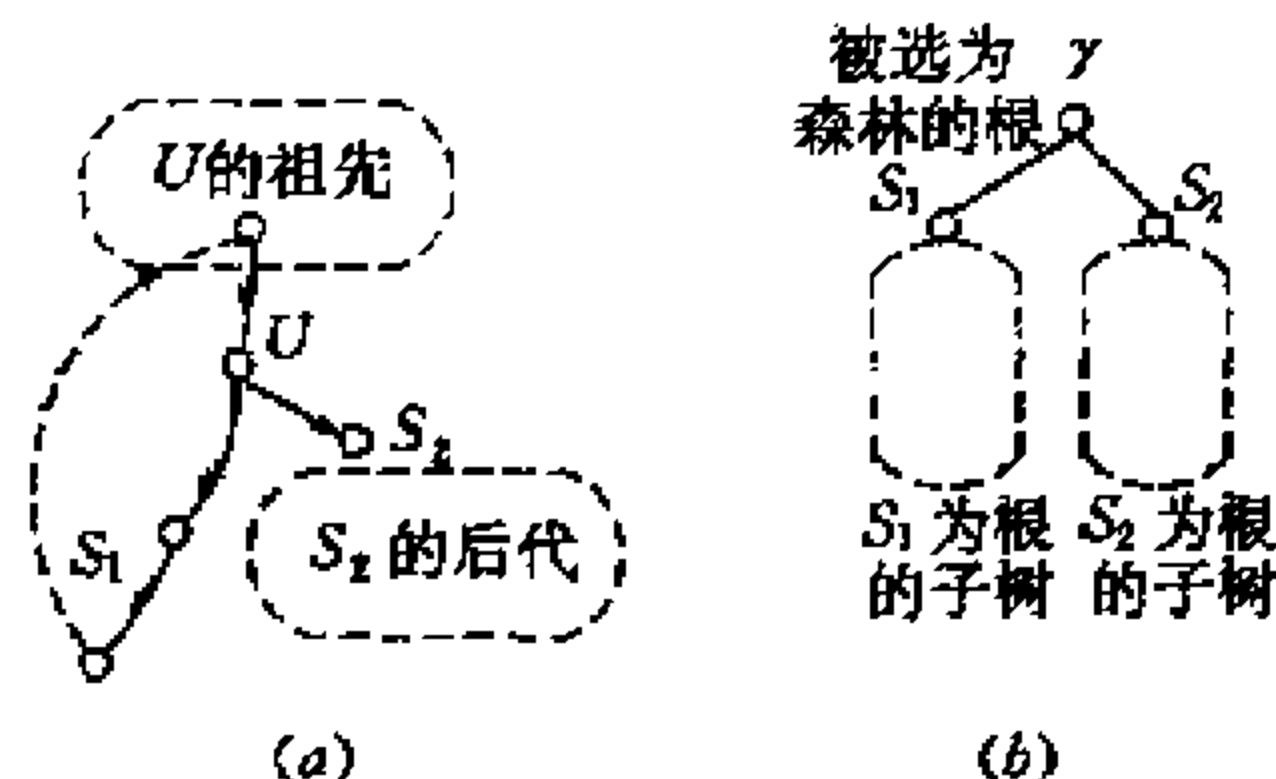 U的祖先
U
S₂
S₁
S₂ 的后代
(a)
被选为 γ
森林的根
S₁
S₂
S₁ 为根
的子树
S₂ 为根
的子树
(b)